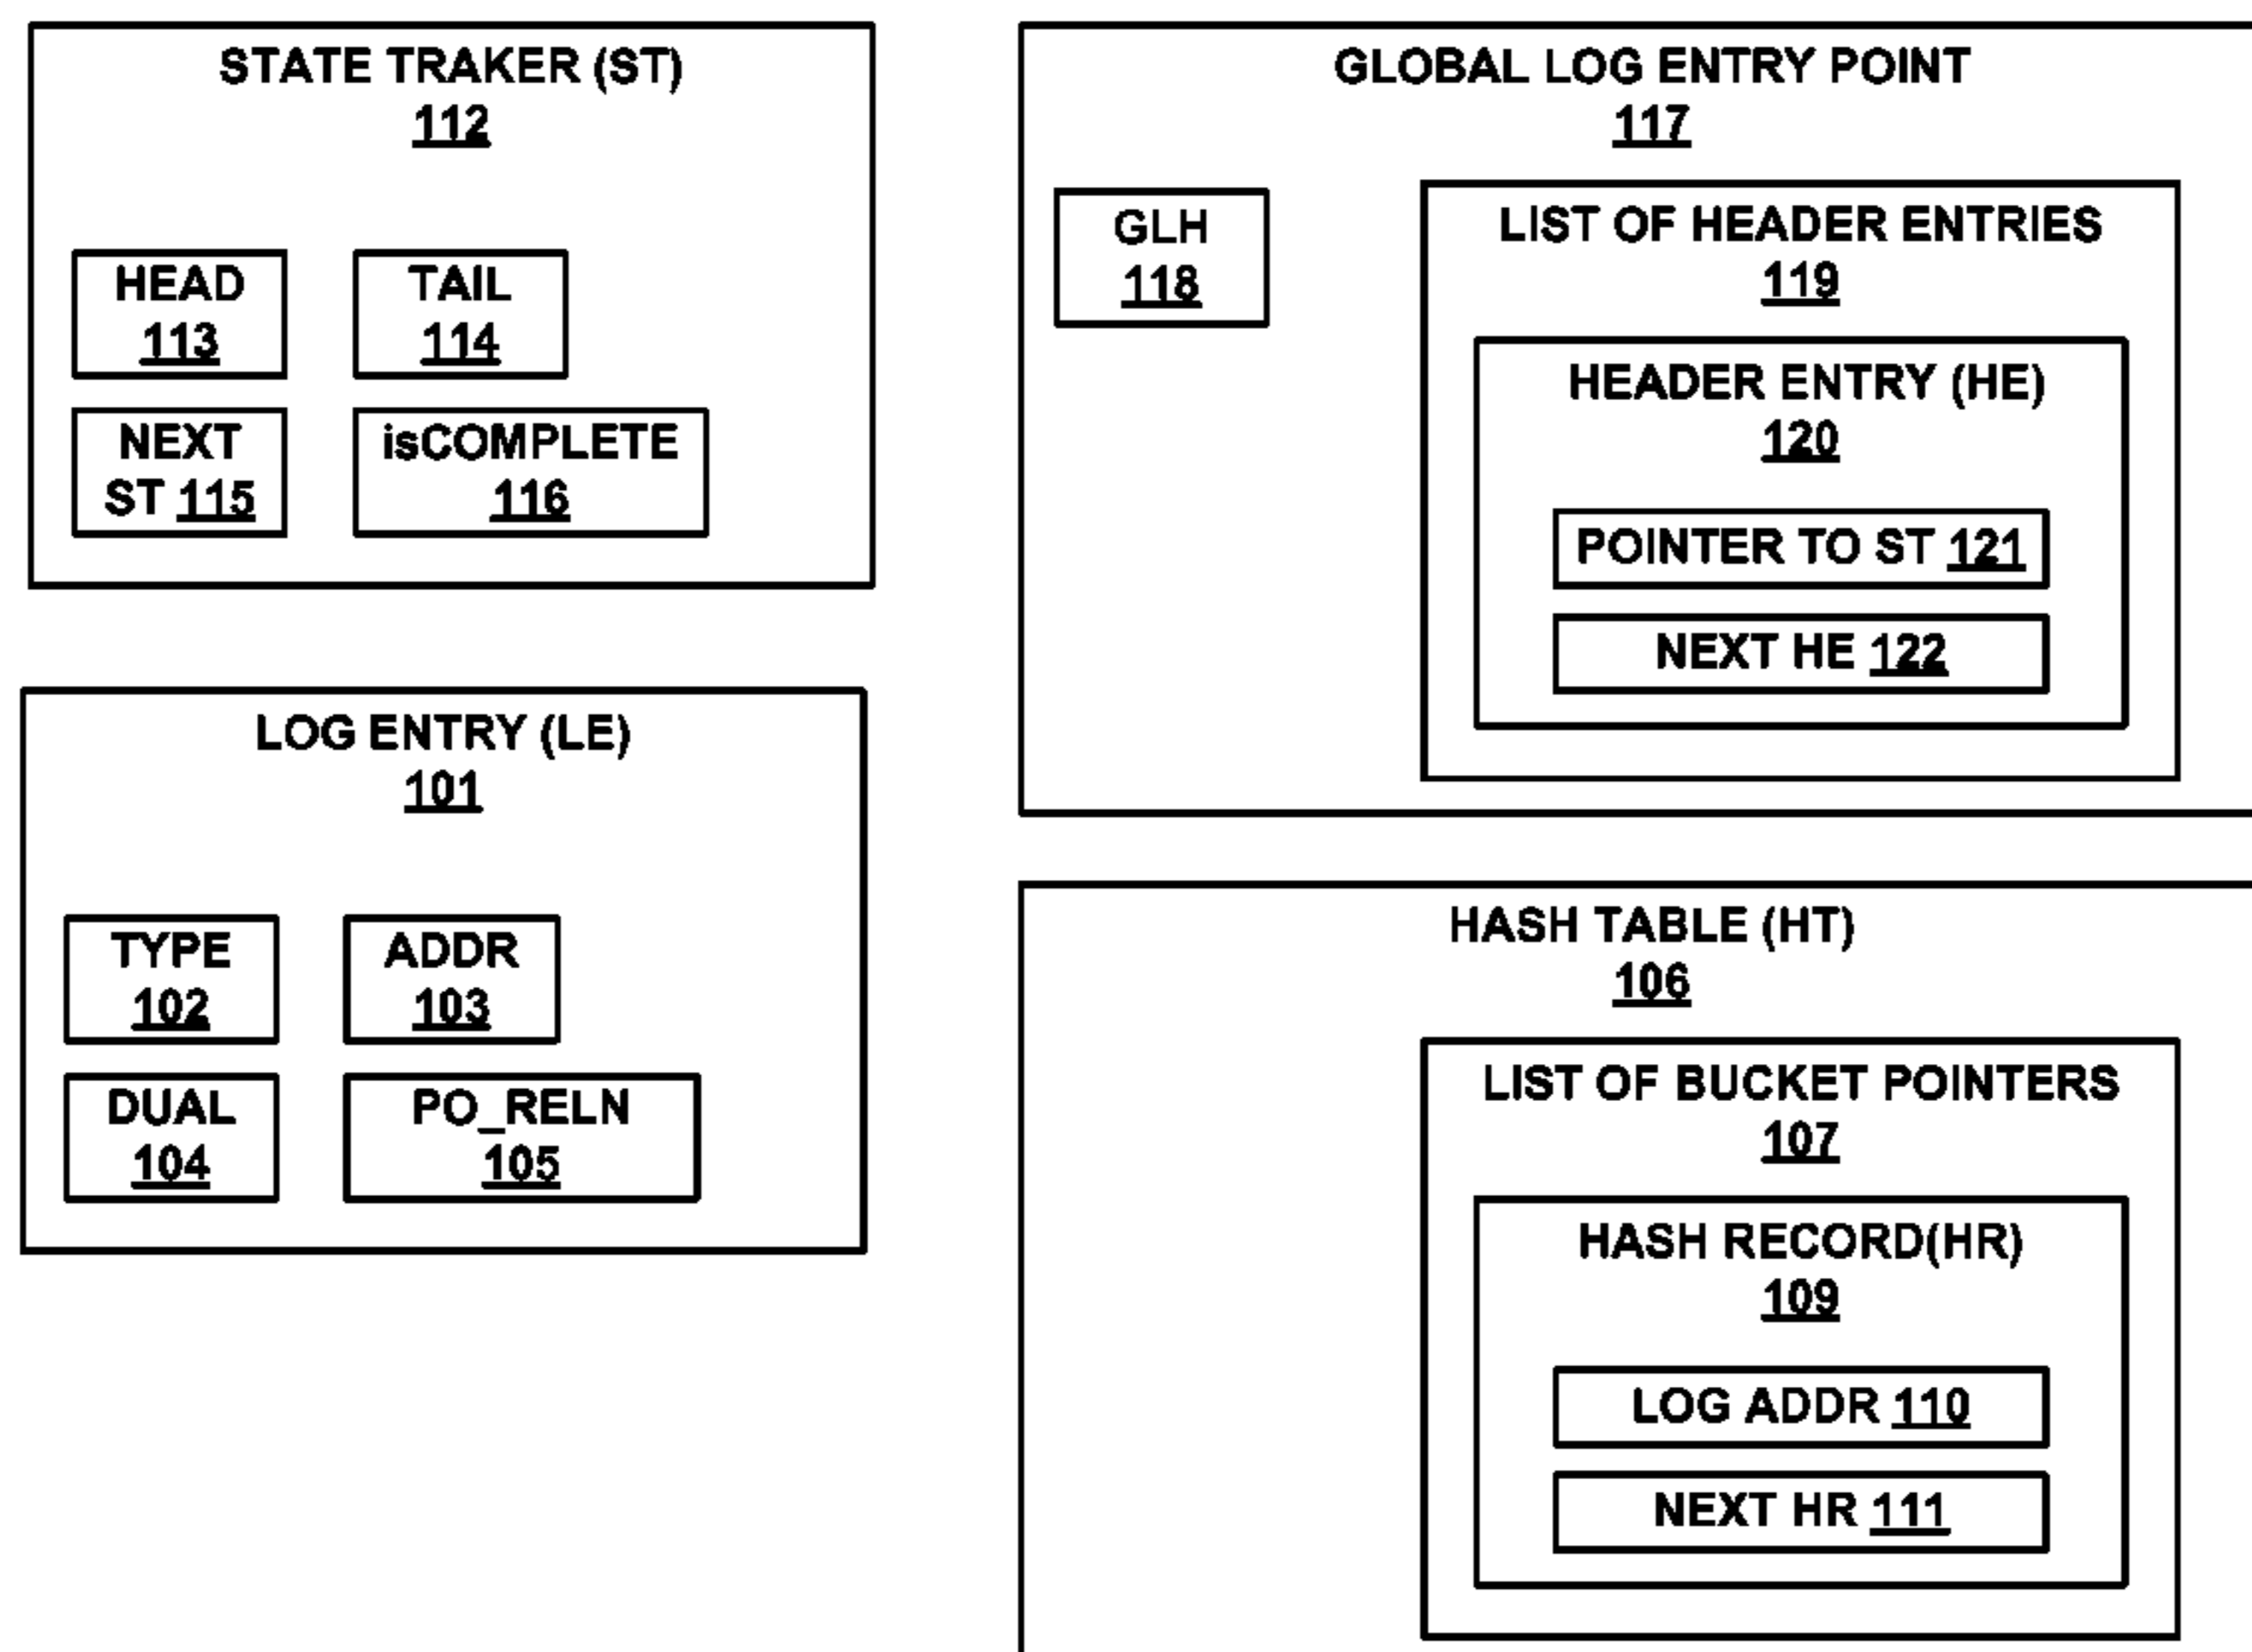 STATE TRAKER (ST)
112
HEAD
113
TAIL
114
NEXT
ST 115
isCOMPLETE
116
GLOBAL LOG ENTRY POINT
117
GLH
118
LIST OF HEADER ENTRIES
119
HEADER ENTRY (HE)
120
POINTER TO ST 121
NEXT HE 122
LOG ENTRY (LE)
101
TYPE
102
ADDR
103
DUAL
104
PO_RELN
105
HASH TABLE (HT)
106
LIST OF BUCKET POINTERS
107
HASH RECORD(HR)
109
LOG ADDR 110
NEXT HR 111